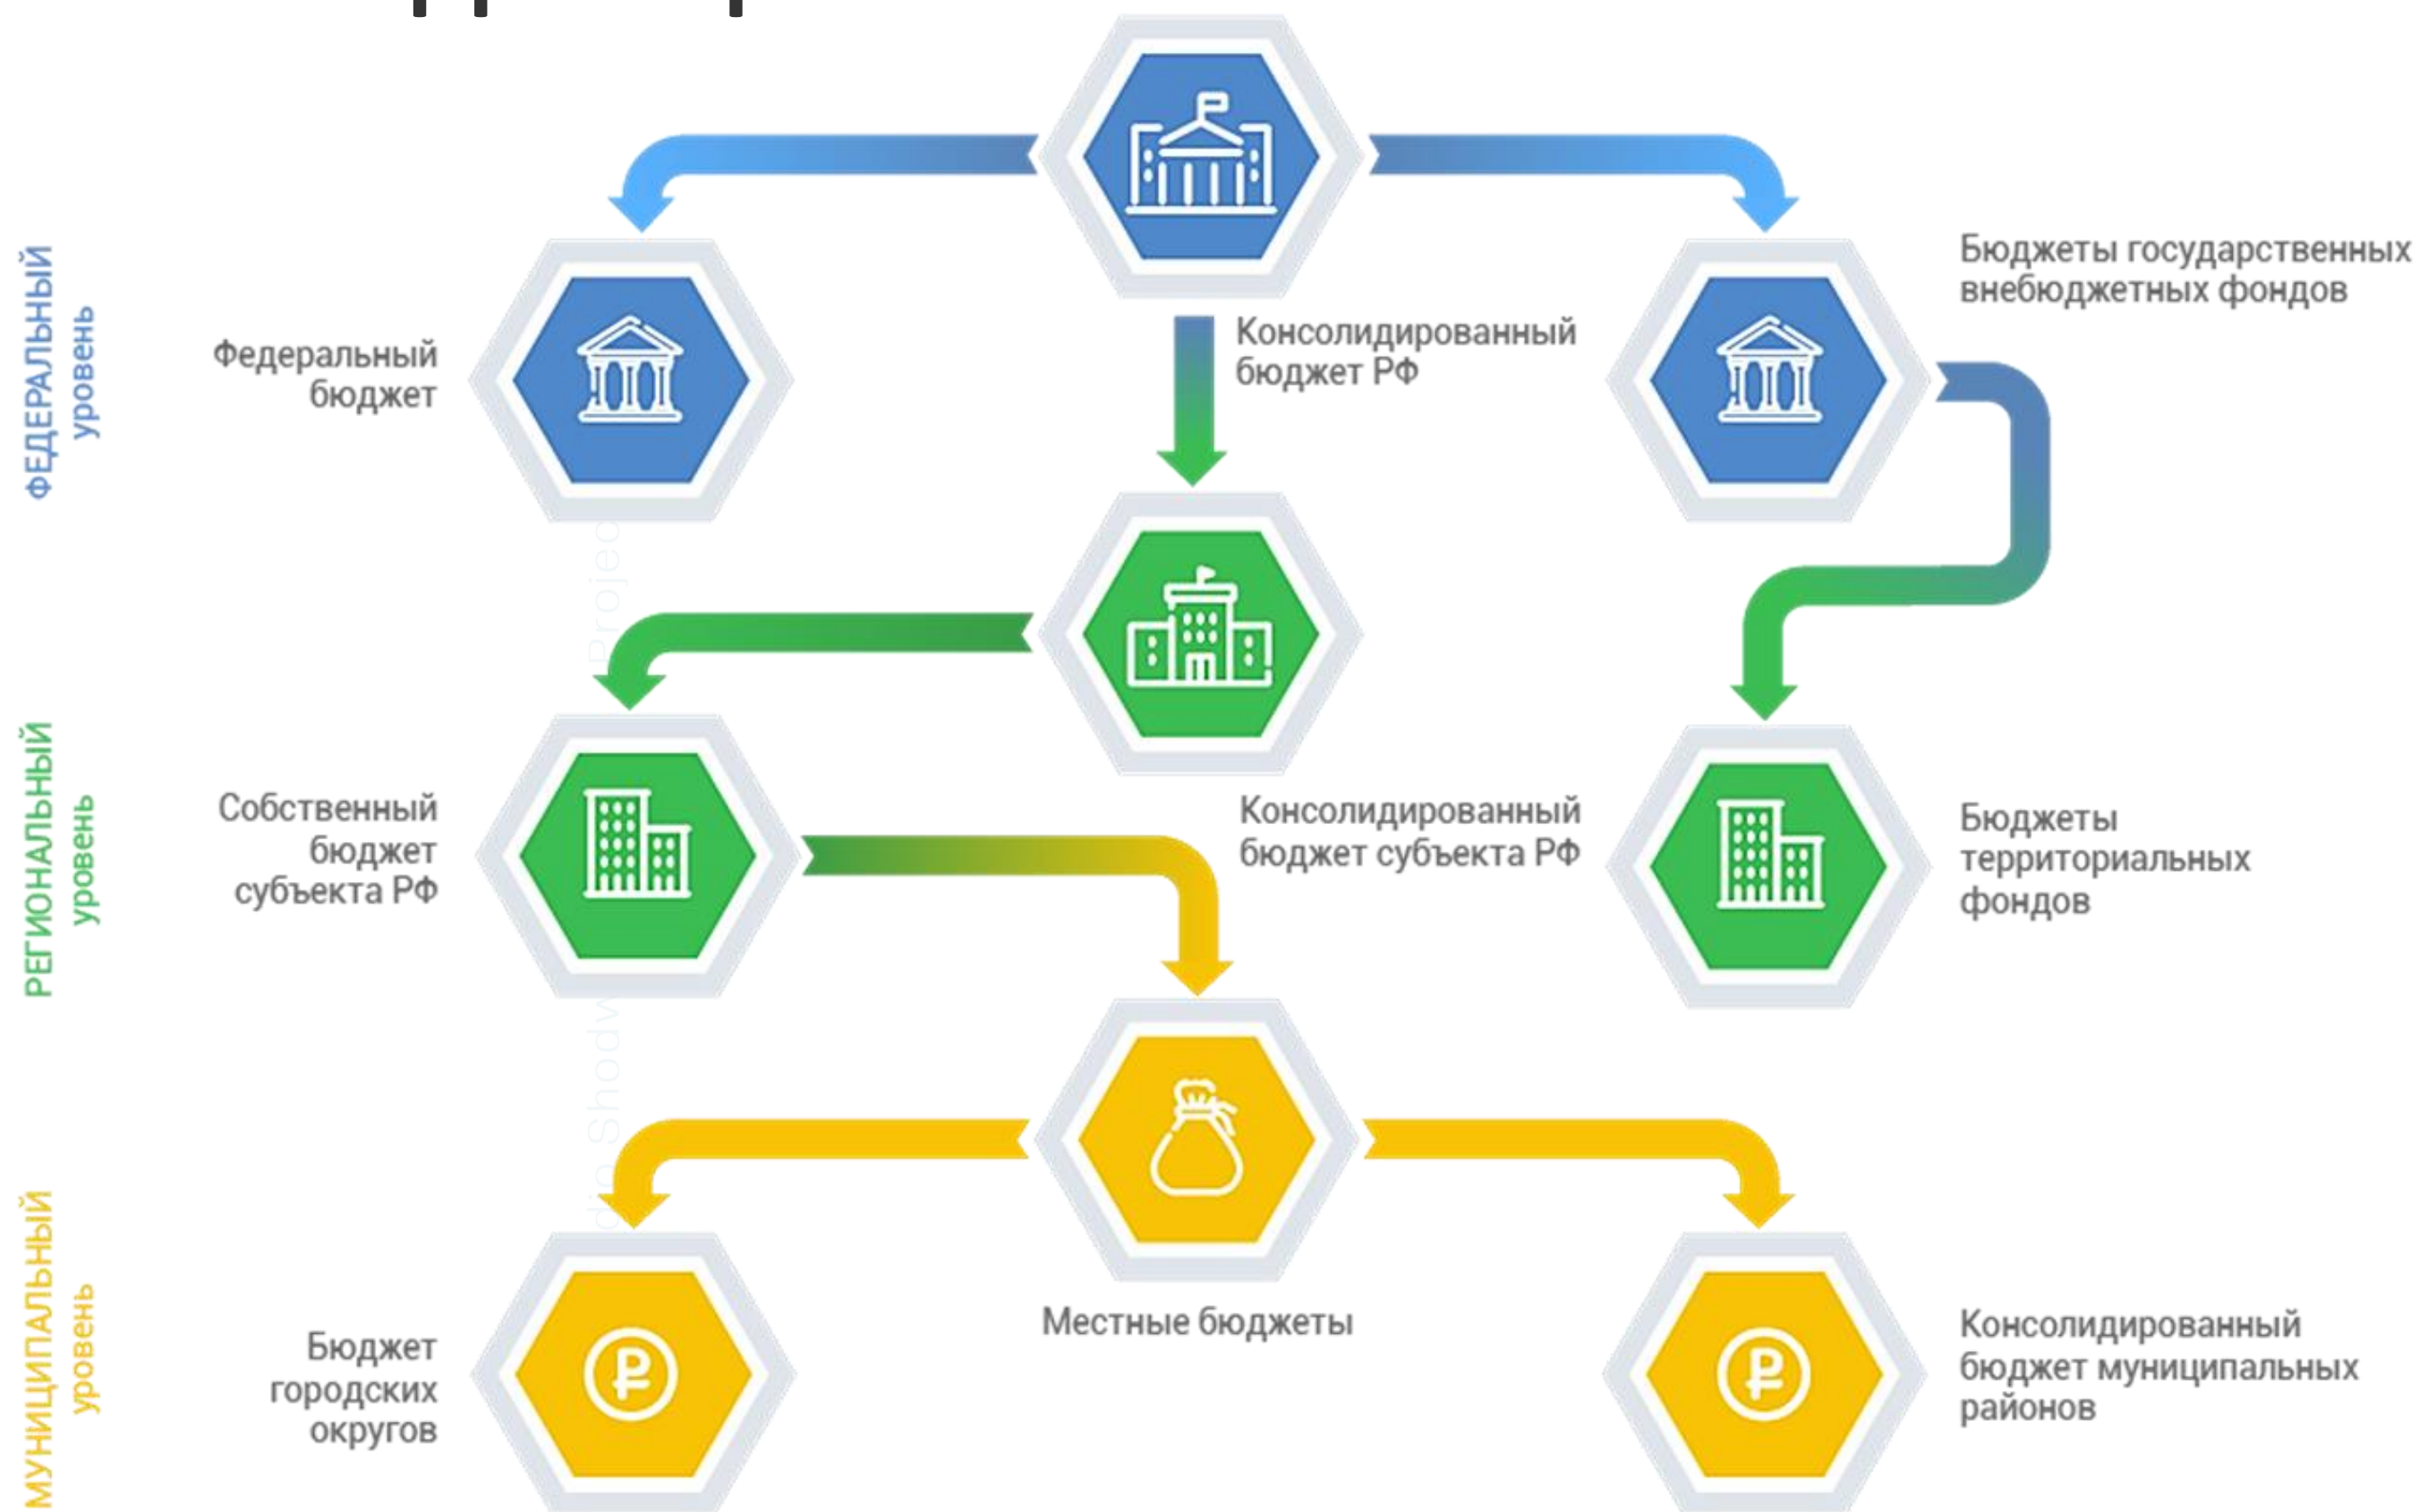 ФЕДЕРАЛЬНЫЙ
уровень
Федеральный
бюджет
Консолидированный
бюджет РФ
Бюджеты государственных
внебюджетных фондов
РЕГИОНАЛЬНЫЙ
уровень
Собственный
бюджет
субъекта РФ
Консолидированный
бюджет субъекта РФ
Бюджеты
территориальных
фондов
МУНИЦИПАЛЬНЫЙ
уровень
Бюджет
городских
округов
Местные бюджеты
Консолидированный
бюджет муниципальных
районов